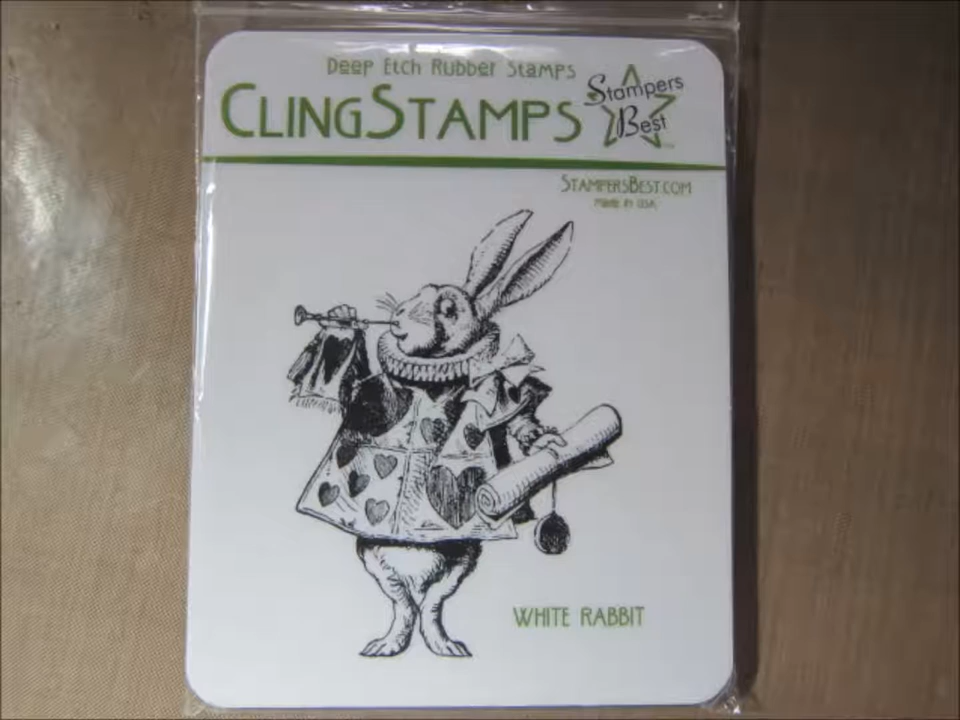 Deep Etch Rubber Stamps
CLINGSTAMPS
Stampers
Best
STAMPERSBEST.COM
Made in USA
WHITE RABBIT